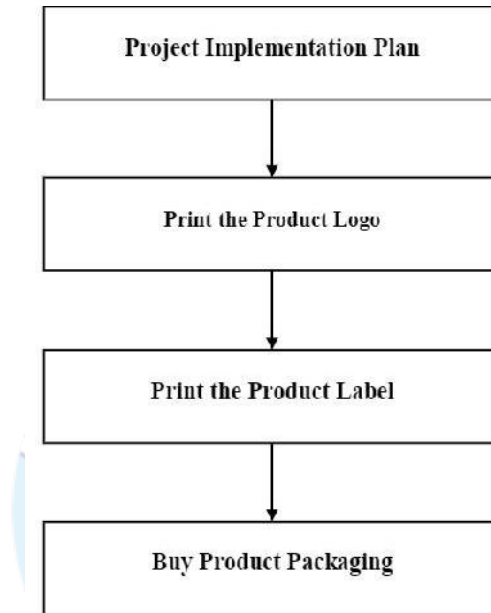 Project Implementation Plan
Print the Product Logo
Print the Product Label
Buy Product Packaging